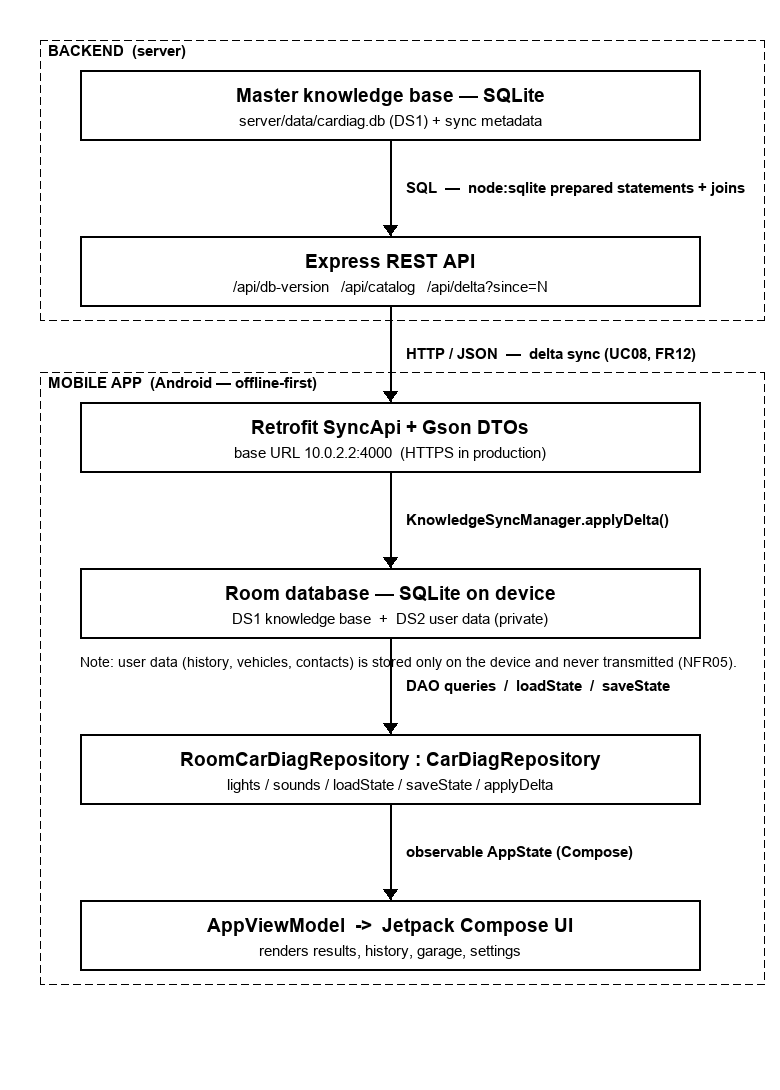 BACKEND  (server)
Master knowledge base — SQLite
server/data/cardiag.db (DS1) + sync metadata
SQL  —  node:sqlite prepared statements + joins
Express REST API
/api/db-version   /api/catalog   /api/delta?since=N
HTTP / JSON  —  delta sync (UC08, FR12)
MOBILE APP  (Android — offline-first)
Retrofit SyncApi + Gson DTOs
base URL 10.0.2.2:4000  (HTTPS in production)
KnowledgeSyncManager.applyDelta()
Room database — SQLite on device
DS1 knowledge base  +  DS2 user data (private)
Note: user data (history, vehicles, contacts) is stored only on the device and never transmitted (NFR05).
DAO queries  /  loadState  /  saveState
RoomCarDiagRepository : CarDiagRepository
lights / sounds / loadState / saveState / applyDelta
observable AppState (Compose)
AppViewModel  ->  Jetpack Compose UI
renders results, history, garage, settings